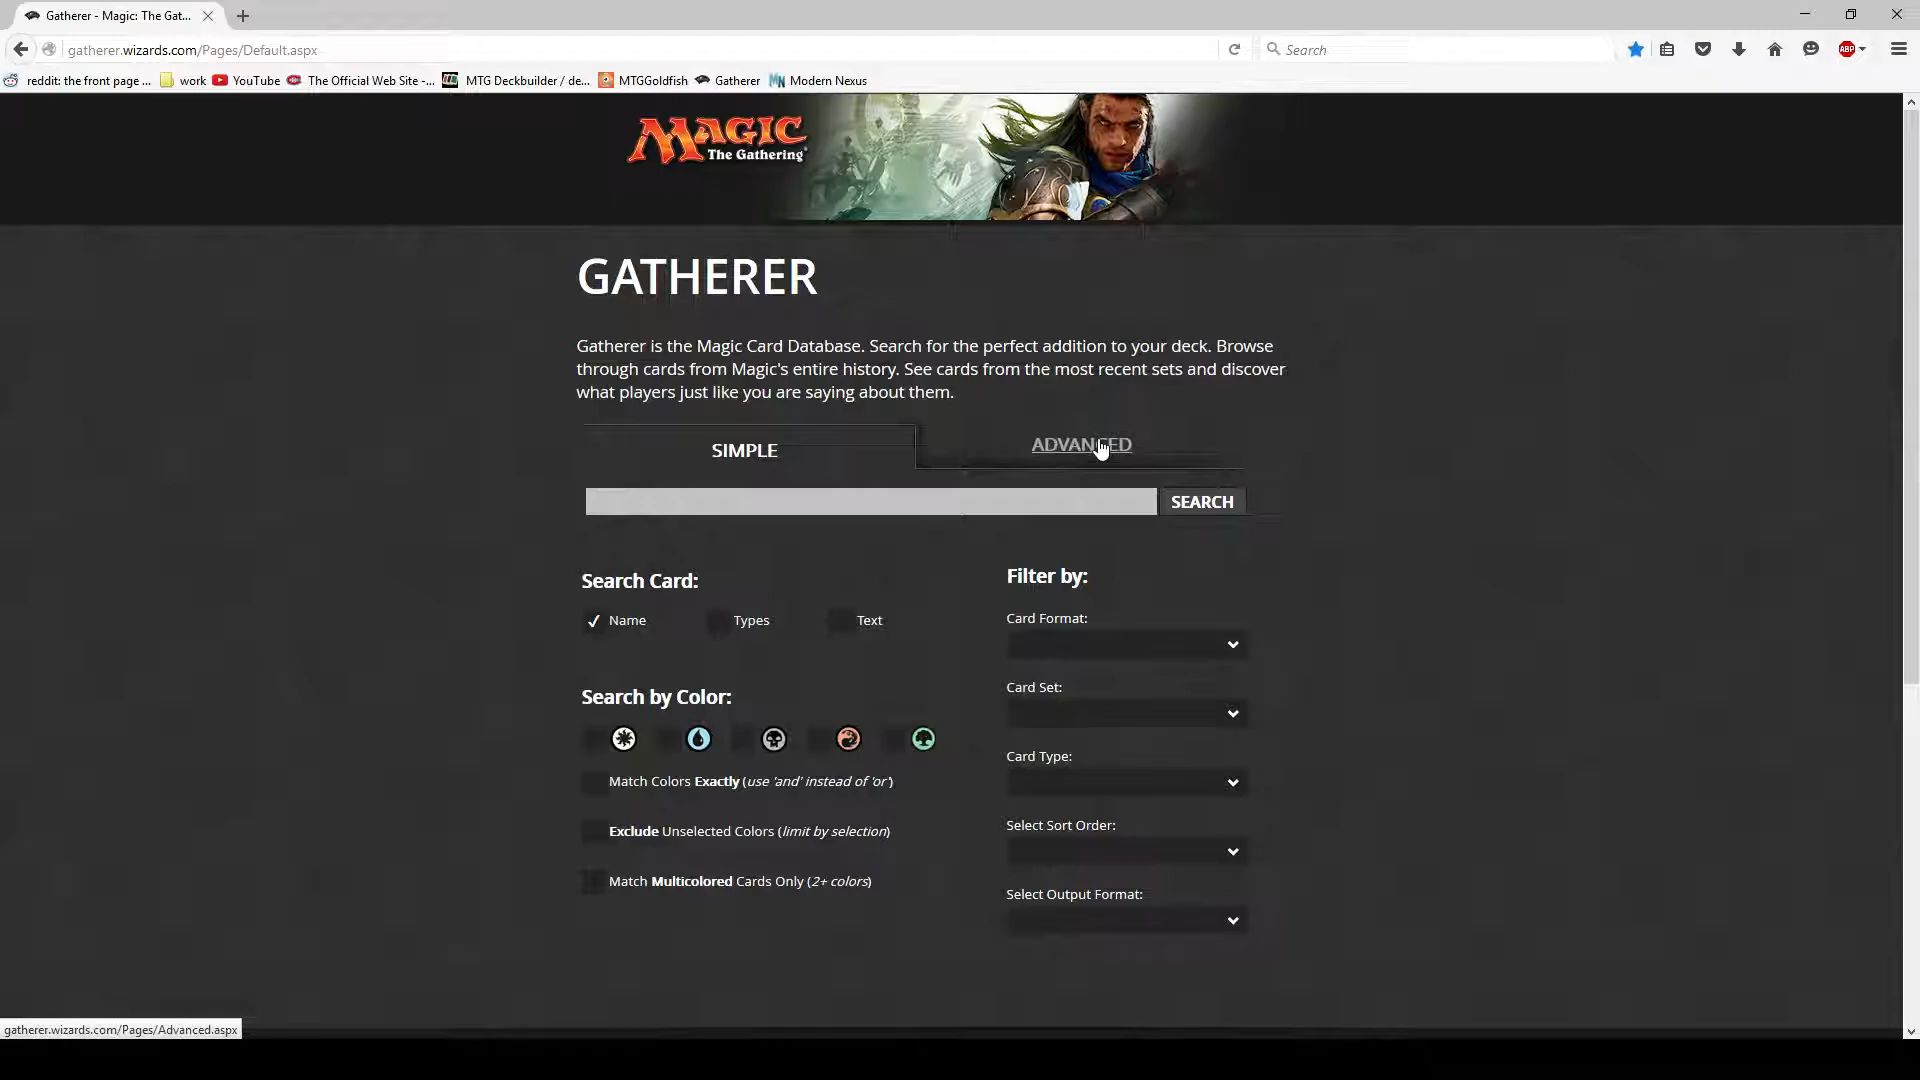 Gatherer - Magic: The Gat...
gatherer.wizards.com/Pages/Default.aspx
Search
ABP
reddit: the front page ...
work
YouTube
The Official Web Site -...
MTG Deckbuilder / de...
MTGGoldfish
Gatherer
Modern Nexus
MAGIC
The Gathering®
GATHERER
Gatherer is the Magic Card Database. Search for the perfect addition to your deck. Browse
through cards from Magic's entire history. See cards from the most recent sets and discover
what players just like you are saying about them.
SIMPLE
ADVANCED
SEARCH
Search Card:
Name
Types
Text
Search by Color:
Match Colors Exactly (use 'and' instead of 'or')
Exclude Unselected Colors (limit by selection)
Match Multicolored Cards Only (2+ colors)
Filter by:
Card Format:
Card Set:
Card Type:
Select Sort Order:
Select Output Format:
gatherer.wizards.com/Pages/Advanced.aspx